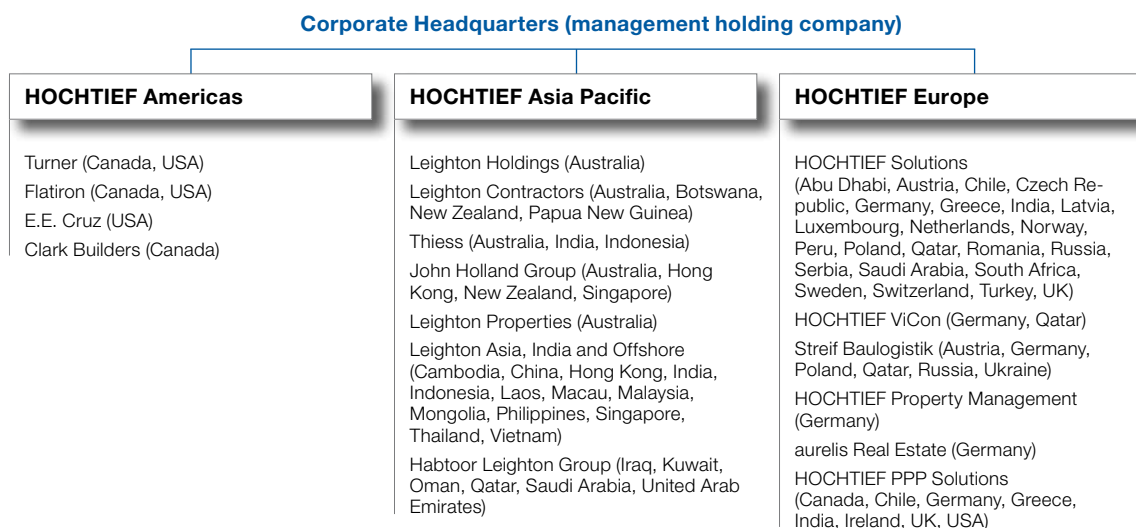 Corporate Headquarters (management holding company)
HOCHTIEF Americas
Turner (Canada, USA)
Flatiron (Canada, USA)
E.E. Cruz (USA)
Clark Builders (Canada)
HOCHTIEF Asia Pacific
Leighton Holdings (Australia)
Leighton Contractors (Australia, Botswana,
New Zealand, Papua New Guinea)
Thiess (Australia, India, Indonesia)
John Holland Group (Australia, Hong
Kong, New Zealand, Singapore)
Leighton Properties (Australia)
Leighton Asia, India and Offshore
(Cambodia, China, Hong Kong, India,
Indonesia, Laos, Macau, Malaysia,
Mongolia, Philippines, Singapore,
Thailand, Vietnam)
Habtoor Leighton Group (Iraq, Kuwait,
Oman, Qatar, Saudi Arabia, United Arab
Emirates)
HOCHTIEF Europe
HOCHTIEF Solutions
(Abu Dhabi, Austria, Chile, Czech Re-
public, Germany, Greece, India, Latvia,
Luxembourg, Netherlands, Norway,
Peru, Poland, Qatar, Romania, Russia,
Serbia, Saudi Arabia, South Africa,
Sweden, Switzerland, Turkey, UK)
HOCHTIEF ViCon (Germany, Qatar)
Streif Baulogistik (Austria, Germany,
Poland, Qatar, Russia, Ukraine)
HOCHTIEF Property Management
(Germany)
aurelis Real Estate (Germany)
HOCHTIEF PPP Solutions
(Canada, Chile, Germany, Greece,
India, Ireland, UK, USA)